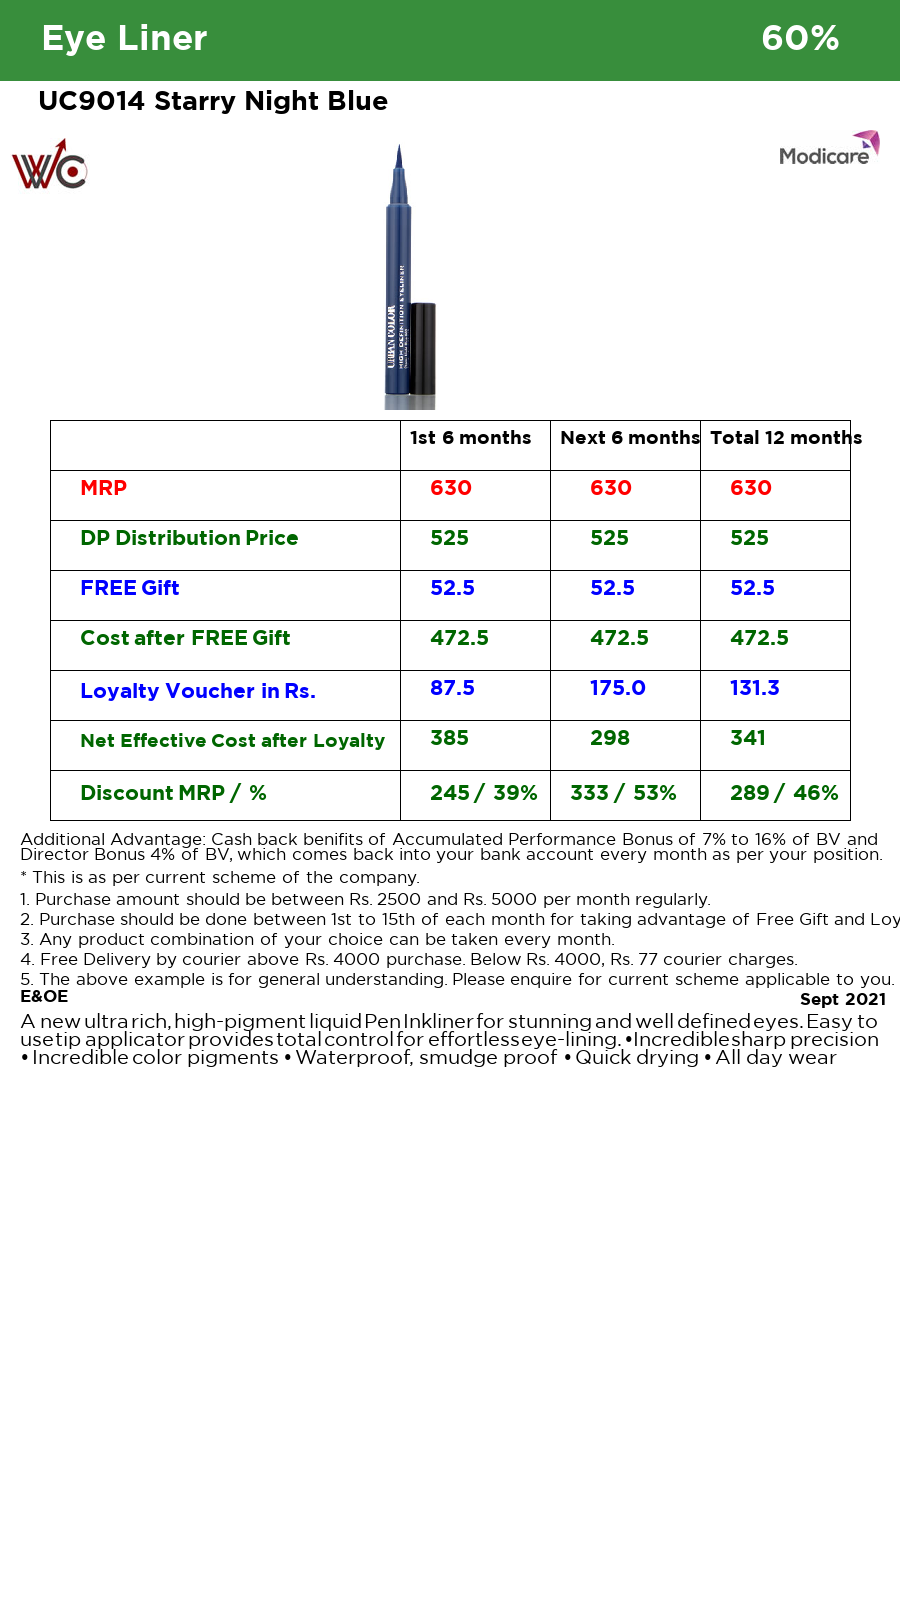 Eye Liner 60%
UC9014 Starry Night Blue
WC
Modicare
URBAN COLOR
HIGH DEFINITION EYELINER
1st 6 months Next 6 months Total 12 months
MRP 630 630 630
DP Distribution Price 525 525 525
FREE Gift 52.5 52.5 52.5
Cost after FREE Gift 472.5 472.5 472.5
Loyalty Voucher in Rs. 87.5 175.0 131.3
Net Effective Cost after Loyalty 385 298 341
Discount MRP / % 245 / 39% 333 / 53% 289 / 46%
Additional Advantage: Cash back benifits of Accumulated Performance Bonus of 7% to 16% of BV and
Director Bonus 4% of BV, which comes back into your bank account every month as per your position.
* This is as per current scheme of the company.
1. Purchase amount should be between Rs. 2500 and Rs. 5000 per month regularly.
2. Purchase should be done between 1st to 15th of each month for taking advantage of Free Gift and Loy
3. Any product combination of your choice can be taken every month.
4. Free Delivery by courier above Rs. 4000 purchase. Below Rs. 4000, Rs. 77 courier charges.
5. The above example is for general understanding. Please enquire for current scheme applicable to you.
E&OE
Sept 2021
A new ultra rich, high-pigment liquid Pen Inkliner for stunning and well defined eyes. Easy to
use tip applicator provides total control for effortless eye-lining. •Incredible sharp precision
• Incredible color pigments • Waterproof, smudge proof • Quick drying • All day wear